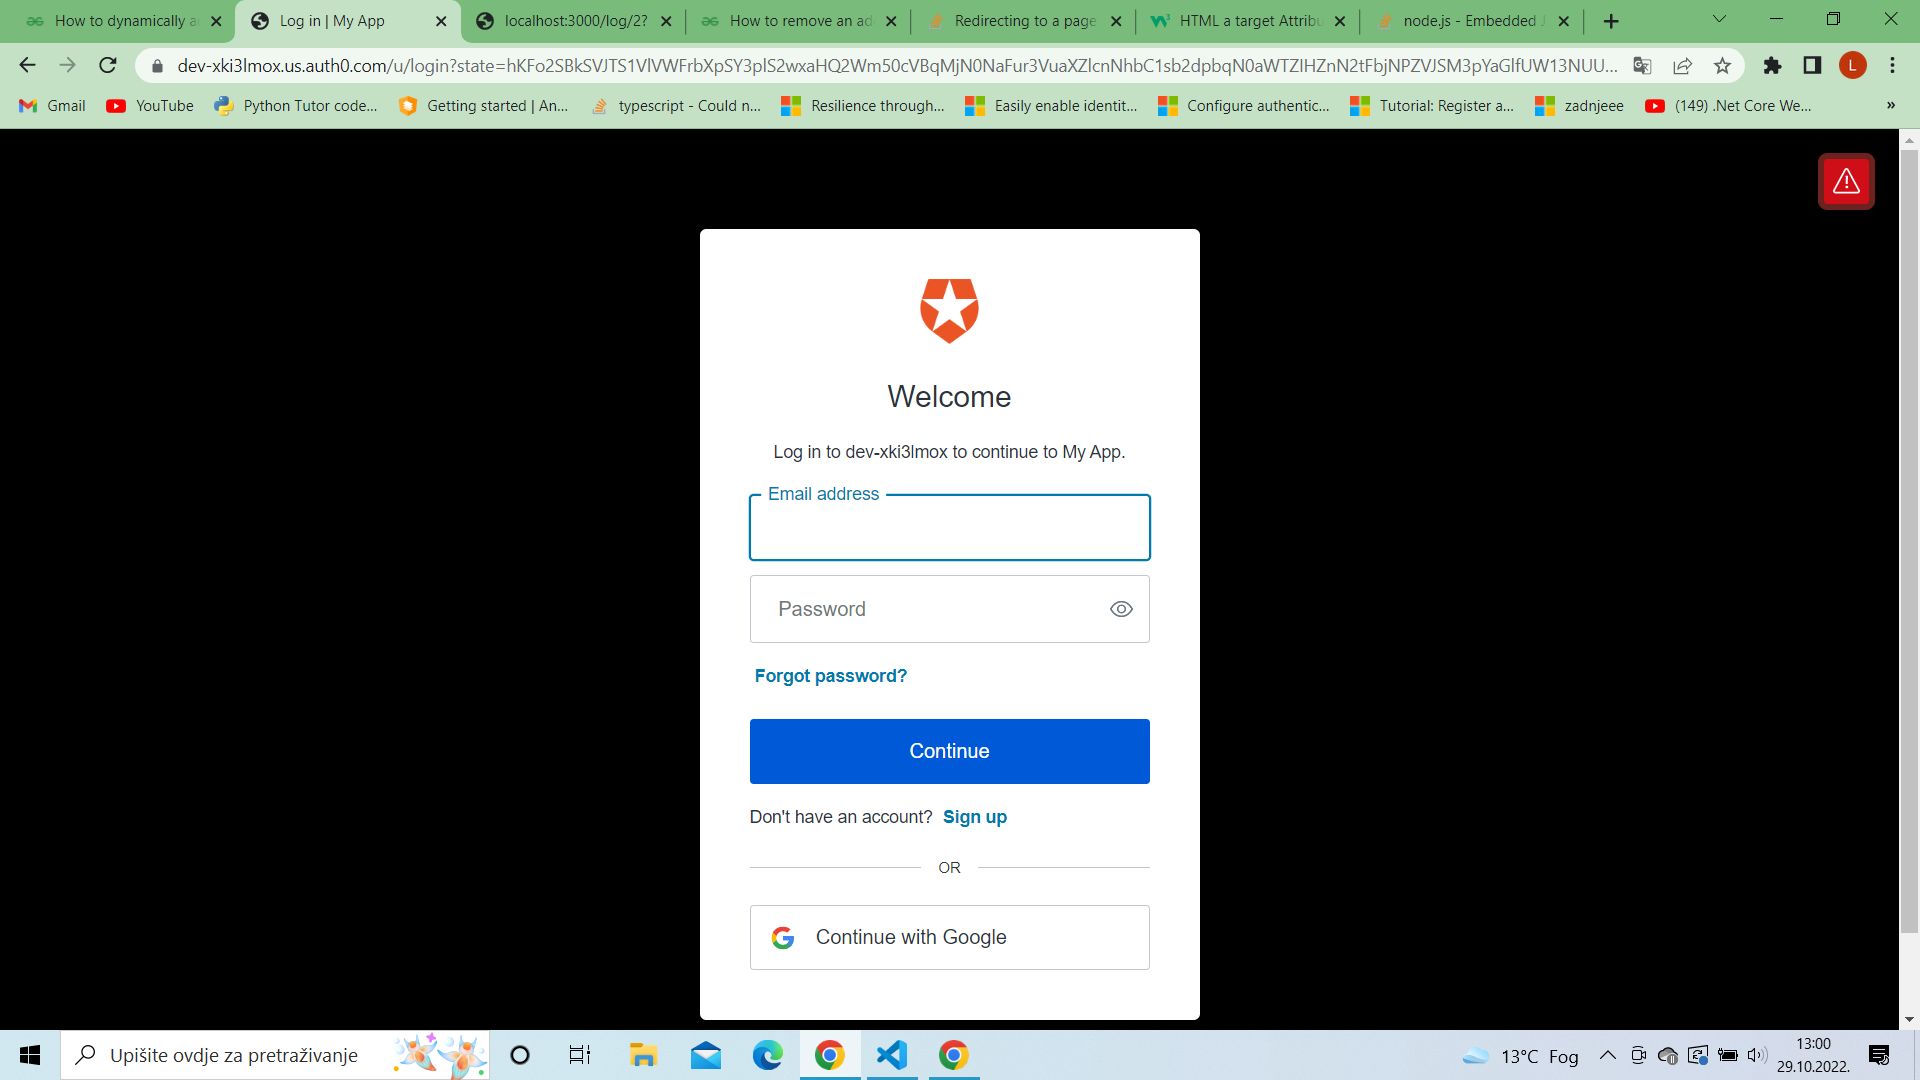 How to dynamically a
Log in | My App
localhost:3000/log/2?
How to remove an ad
Redirecting to a page
HTML a target Attribu
node.js - Embedded J
dev-xki3lmox.us.auth0.com/u/login?state=
L
Gmail
YouTube
Python Tutor code...
Getting started | An...
typescript - Could n...
Resilience through...
Easily enable identit...
Configure authentic...
Tutorial: Register a...
zadnjeee
(149) .Net Core We...
»
Welcome
Log in to dev-xki3lmox to continue to My App.
Email address
Password
Forgot password?
Continue
Don't have an account? Sign up
OR
Continue with Google
Upišite ovdje za pretraživanje
13°C Fog
13:00
29.10.2022.